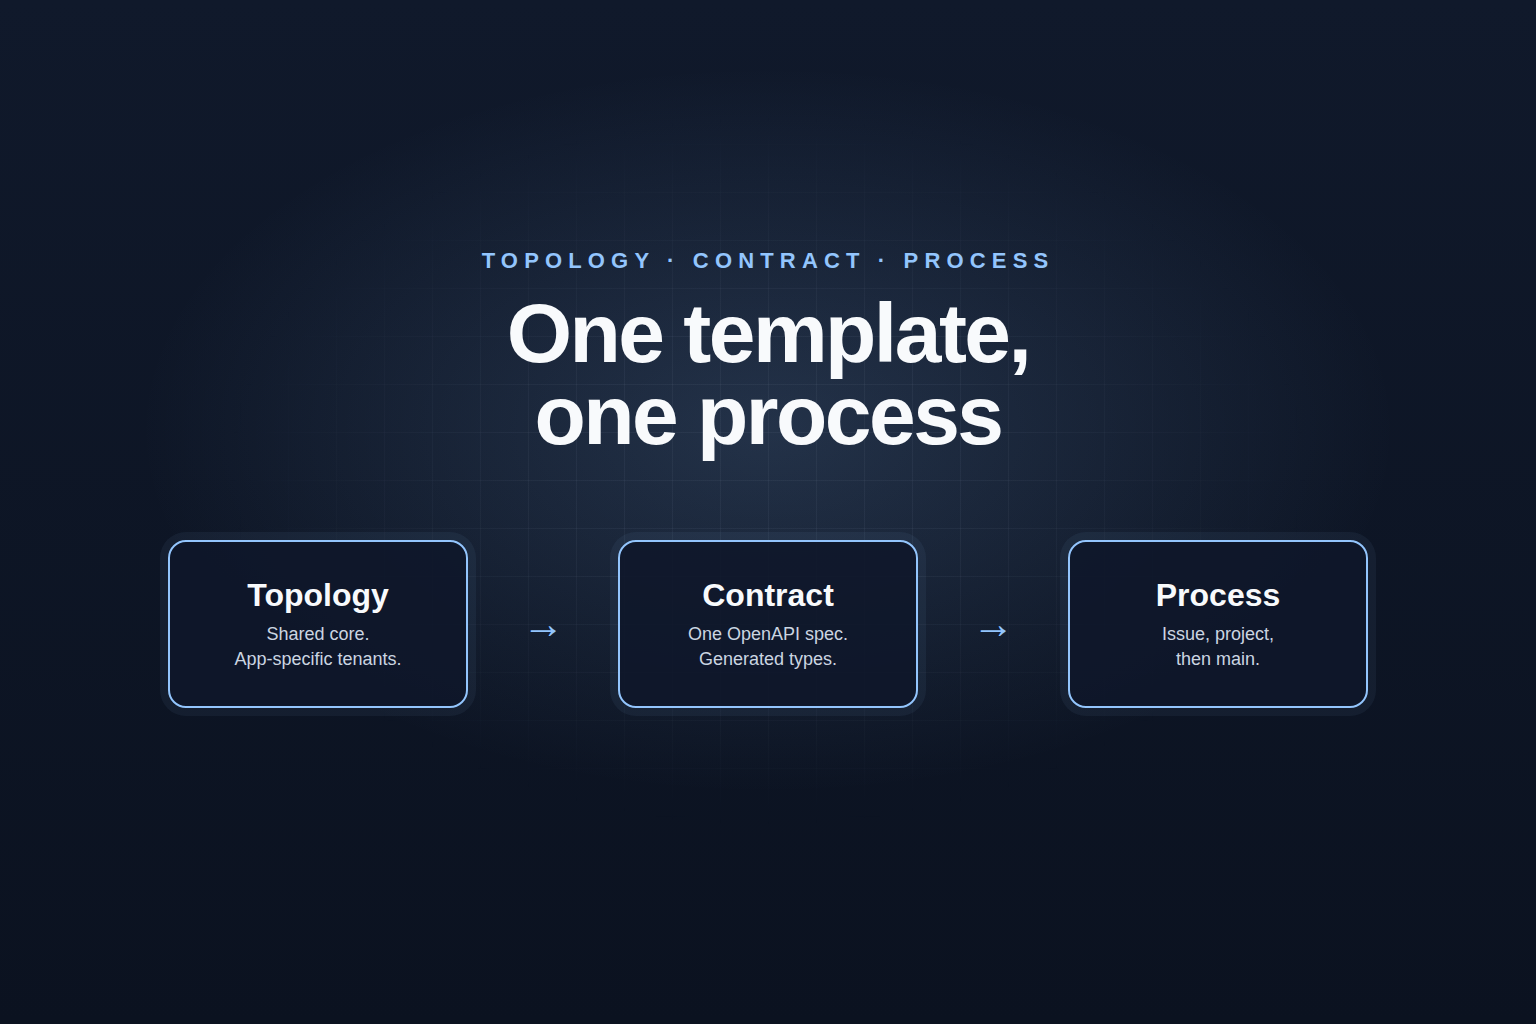 TOPOLOGY · CONTRACT · PROCESS
One template,
one process
Topology
Shared core.
App-specific tenants.
→
Contract
One OpenAPI spec.
Generated types.
→
Process
Issue, project,
then main.